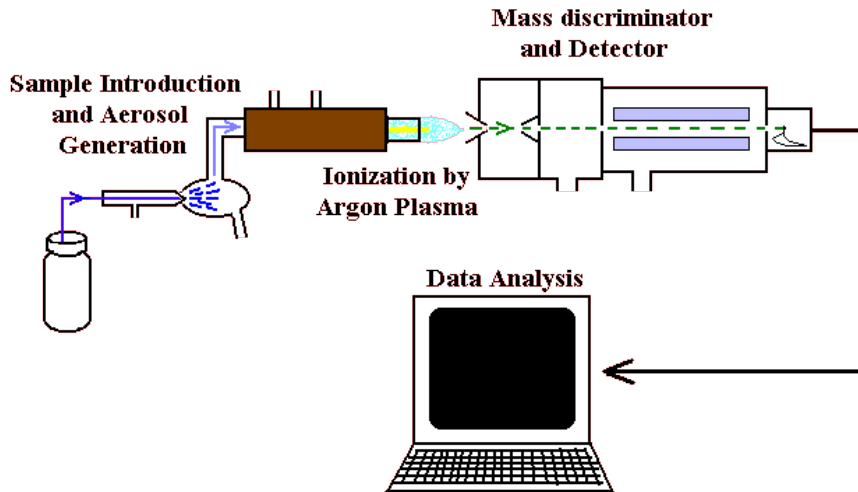 Mass discriminator
and Detector
Sample Introduction
and Aerosol
Generation
Ionization by
Argon Plasma
Data Analysis